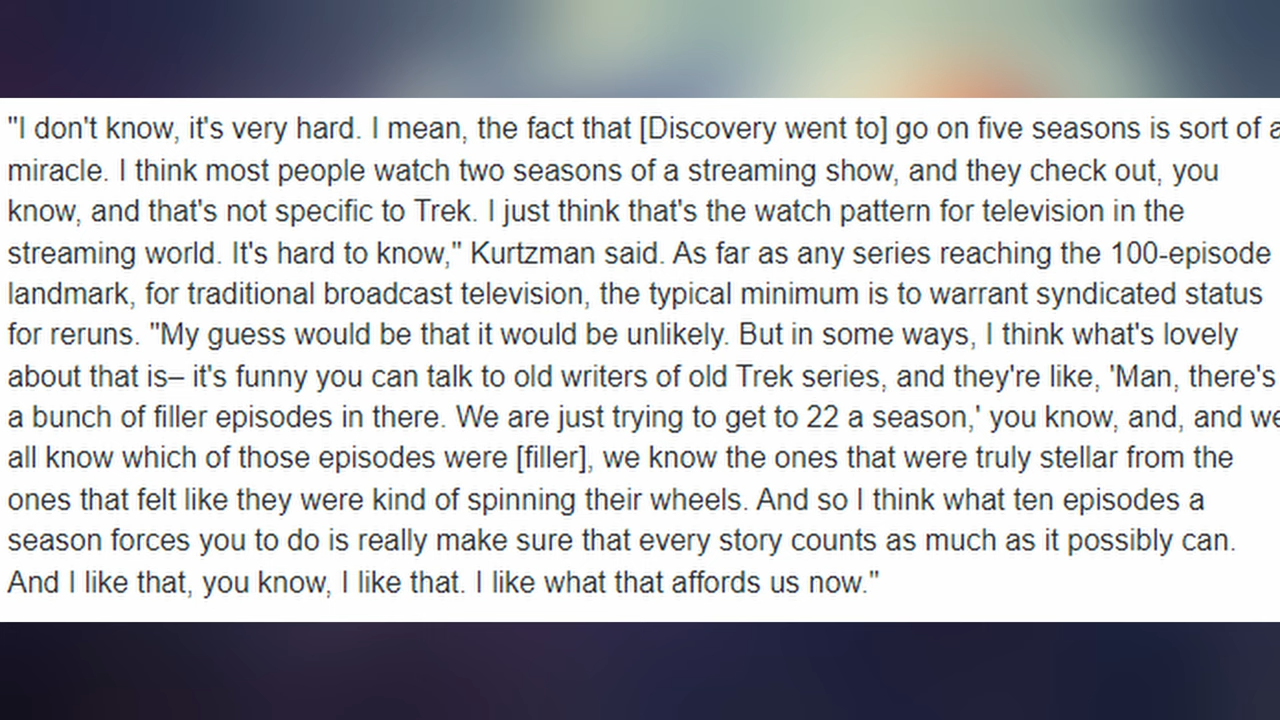 "I don't know, it's very hard. I mean, the fact that [Discovery went to] go on five seasons is sort of a
miracle. I think most people watch two seasons of a streaming show, and they check out, you
know, and that's not specific to Trek. I just think that's the watch pattern for television in the
streaming world. It's hard to know," Kurtzman said. As far as any series reaching the 100-episode
landmark, for traditional broadcast television, the typical minimum is to warrant syndicated status
for reruns. "My guess would be that it would be unlikely. But in some ways, I think what's lovely
about that is– it's funny you can talk to old writers of old Trek series, and they're like, 'Man, there's
a bunch of filler episodes in there. We are just trying to get to 22 a season,' you know, and, and we
all know which of those episodes were [filler], we know the ones that were truly stellar from the
ones that felt like they were kind of spinning their wheels. And so I think what ten episodes a
season forces you to do is really make sure that every story counts as much as it possibly can.
And I like that, you know, I like that. I like what that affords us now."